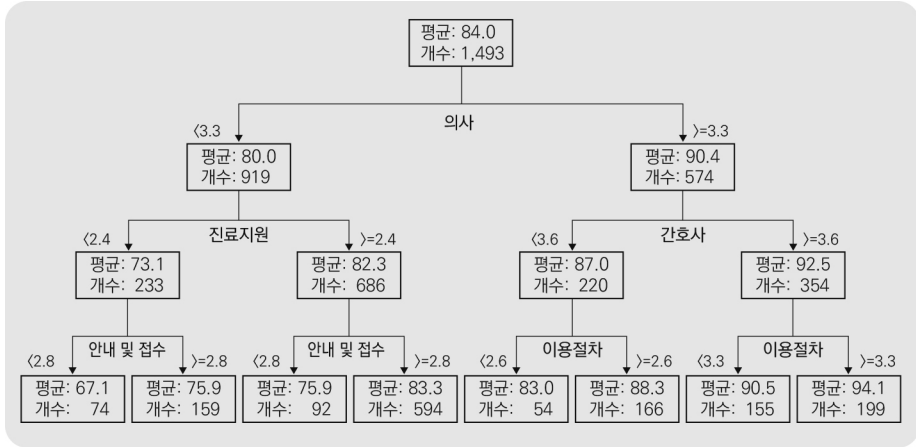 평균: 84.0
개수: 1,493
의사
〈3.3
〉=3.3
평균: 80.0
개수: 919
평균: 90.4
개수: 574
진료지원
간호사
〈2.4
〉=2.4
〈3.6
〉=3.6
평균: 73.1
개수: 233
평균: 82.3
개수: 686
평균: 87.0
개수: 220
평균: 92.5
개수: 354
안내 및 접수
안내 및 접수
이용절차
이용절차
〈2.8
〉=2.8
〈2.8
〉=2.8
〈2.6
〉=2.6
〈3.3
〉=3.3
평균: 67.1
개수: 74
평균: 75.9
개수: 159
평균: 75.9
개수: 92
평균: 83.3
개수: 594
평균: 83.0
개수: 54
평균: 88.3
개수: 166
평균: 90.5
개수: 155
평균: 94.1
개수: 199